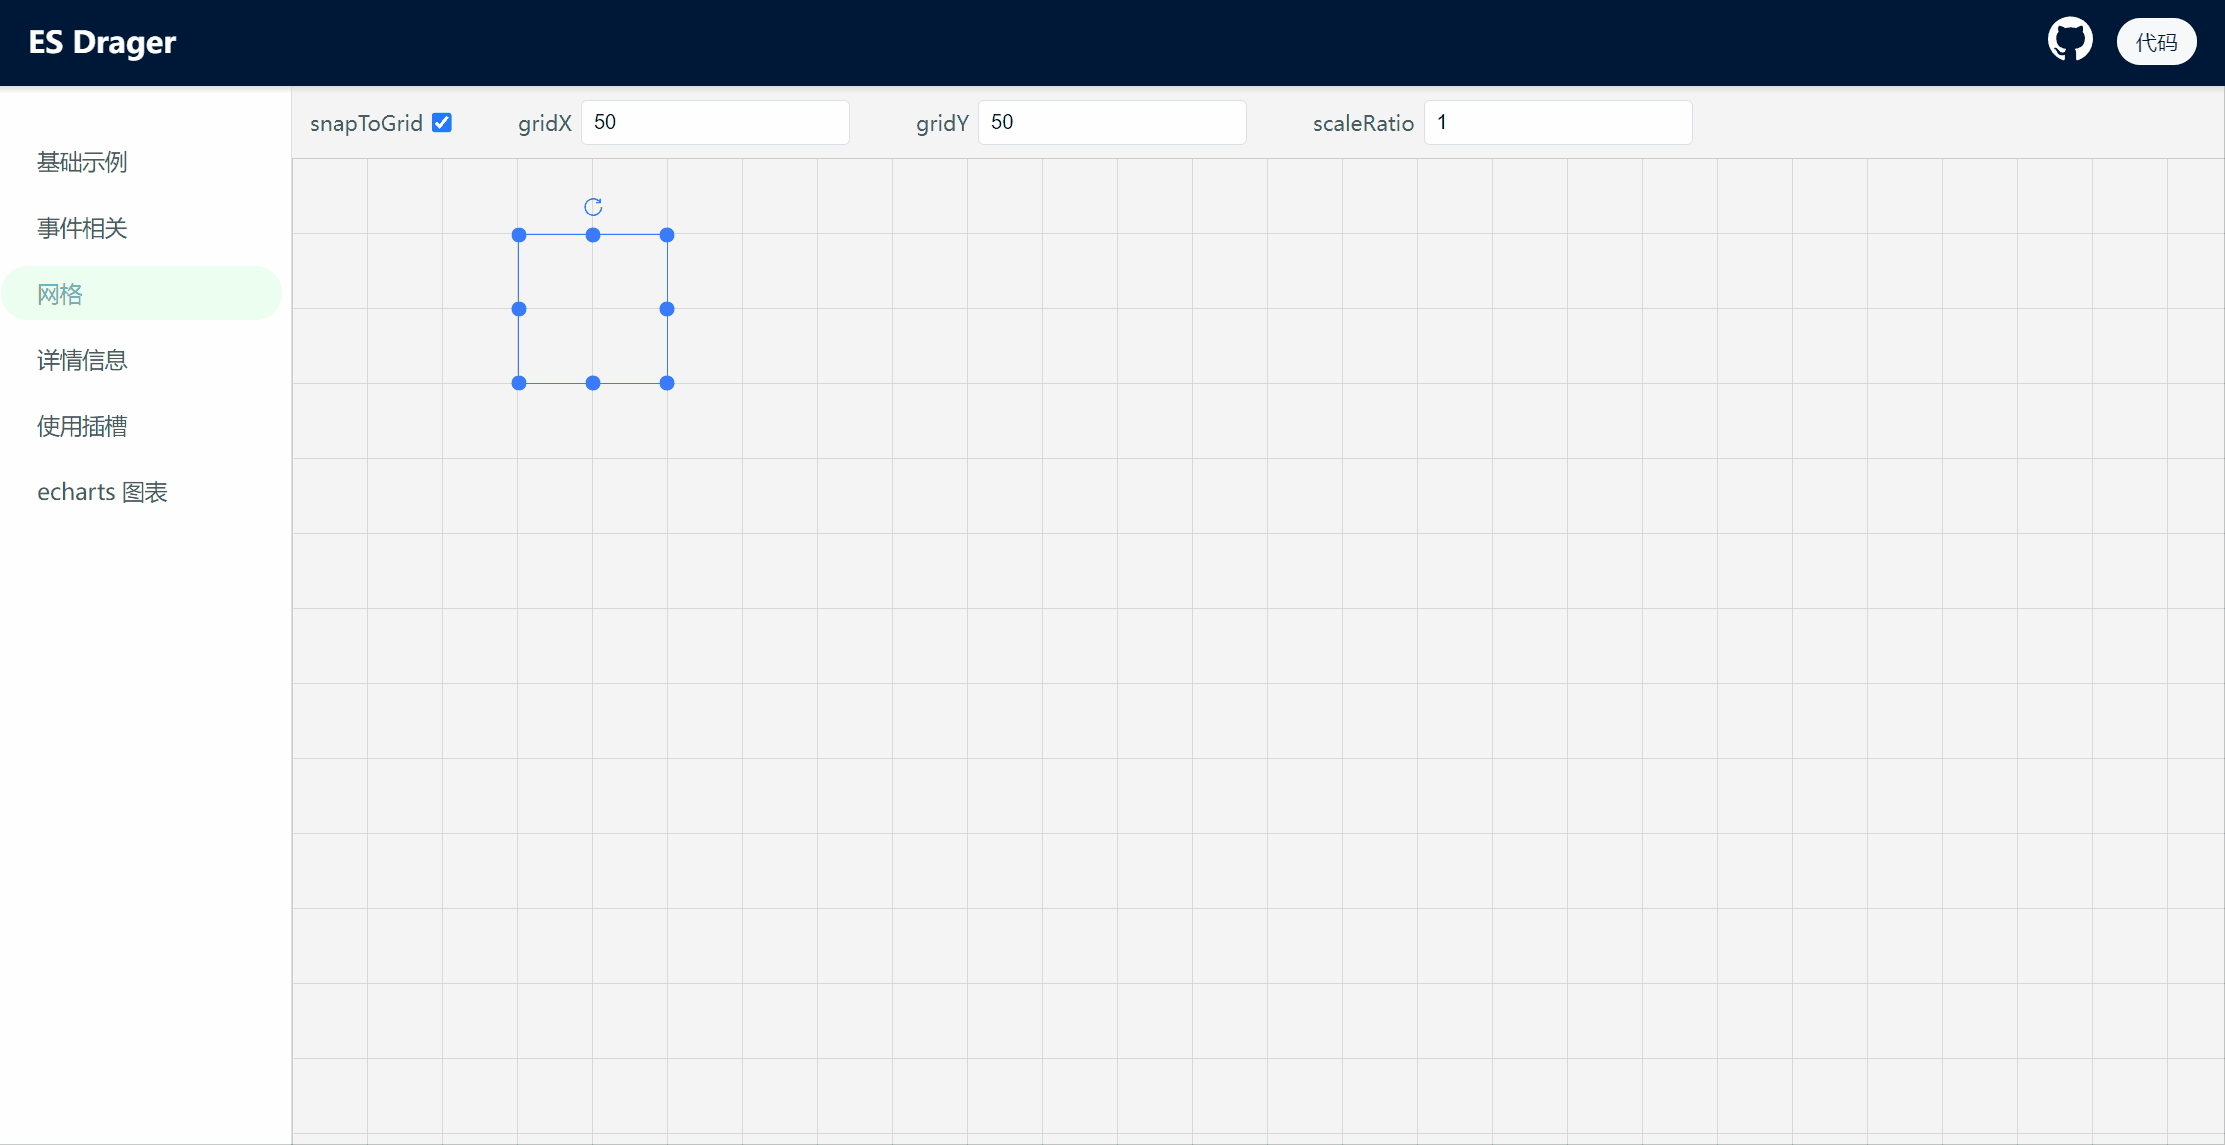 ES Drager
代码
snapToGrid
gridX 50
gridY 50
scaleRatio 1
基础示例
事件相关
网格
详情信息
使用插槽
echarts 图表